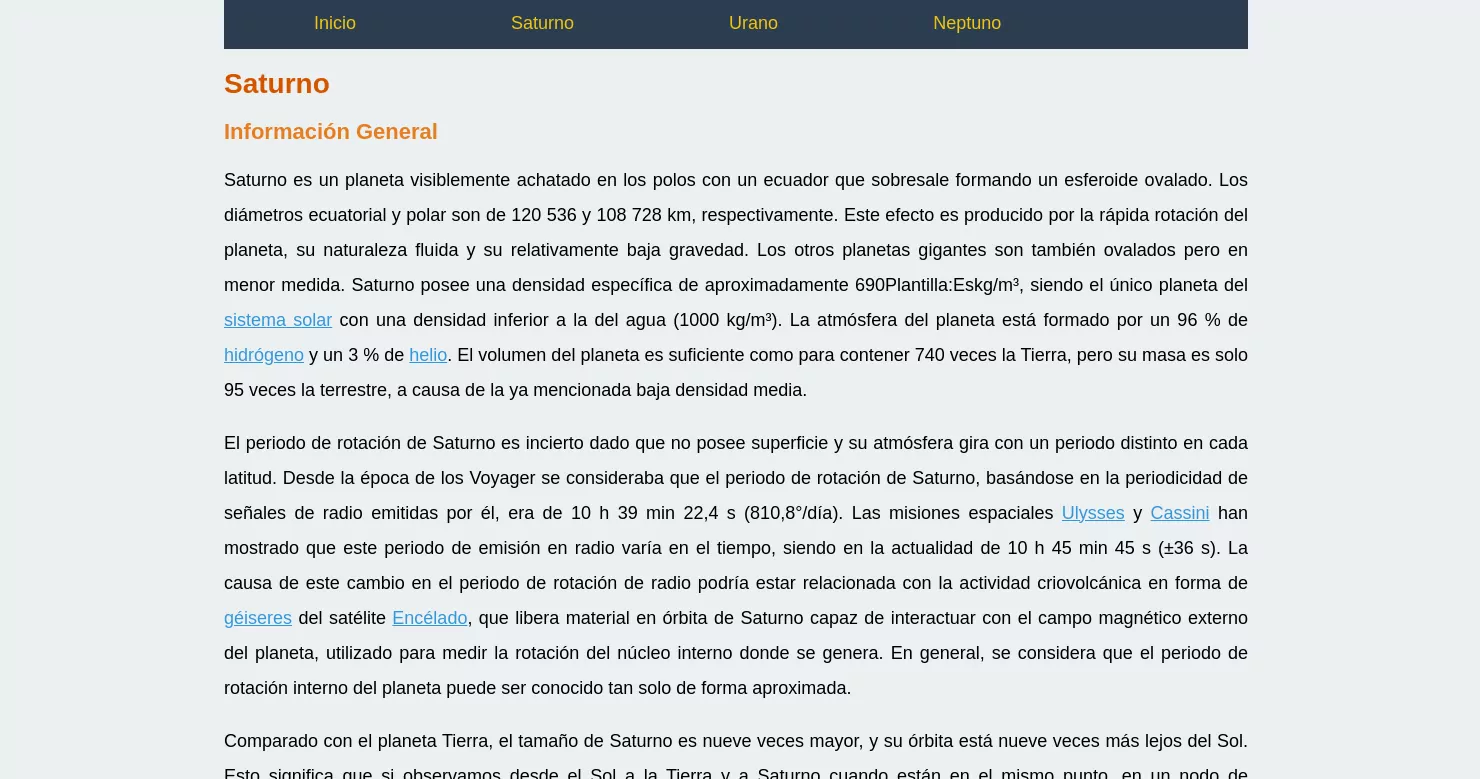 Inicio Saturno Urano Neptuno
Saturno
Información General
Saturno es un planeta visiblemente achatado en los polos con un ecuador que sobresale formando un esferoide ovalado. Los
diámetros ecuatorial y polar son de 120 536 y 108 728 km, respectivamente. Este efecto es producido por la rápida rotación del
planeta, su naturaleza fluida y su relativamente baja gravedad. Los otros planetas gigantes son también ovalados pero en
menor medida. Saturno posee una densidad específica de aproximadamente 690Plantilla:Eskg/m³, siendo el único planeta del
sistema solar con una densidad inferior a la del agua (1000 kg/m³). La atmósfera del planeta está formado por un 96 % de
hidrógeno y un 3 % de helio. El volumen del planeta es suficiente como para contener 740 veces la Tierra, pero su masa es solo
95 veces la terrestre, a causa de la ya mencionada baja densidad media.
El periodo de rotación de Saturno es incierto dado que no posee superficie y su atmósfera gira con un periodo distinto en cada
latitud. Desde la época de los Voyager se consideraba que el periodo de rotación de Saturno, basándose en la periodicidad de
señales de radio emitidas por él, era de 10 h 39 min 22,4 s (810,8°/día). Las misiones espaciales Ulysses y Cassini han
mostrado que este periodo de emisión en radio varía en el tiempo, siendo en la actualidad de 10 h 45 min 45 s (±36 s). La
causa de este cambio en el periodo de rotación de radio podría estar relacionada con la actividad criovolcánica en forma de
géiseres del satélite Encélado, que libera material en órbita de Saturno capaz de interactuar con el campo magnético externo
del planeta, utilizado para medir la rotación del núcleo interno donde se genera. En general, se considera que el periodo de
rotación interno del planeta puede ser conocido tan solo de forma aproximada.
Comparado con el planeta Tierra, el tamaño de Saturno es nueve veces mayor, y su órbita está nueve veces más lejos del Sol.
Esto significa que si observamos desde el Sol a la Tierra y a Saturno cuando están en el mismo punto, en un nodo de